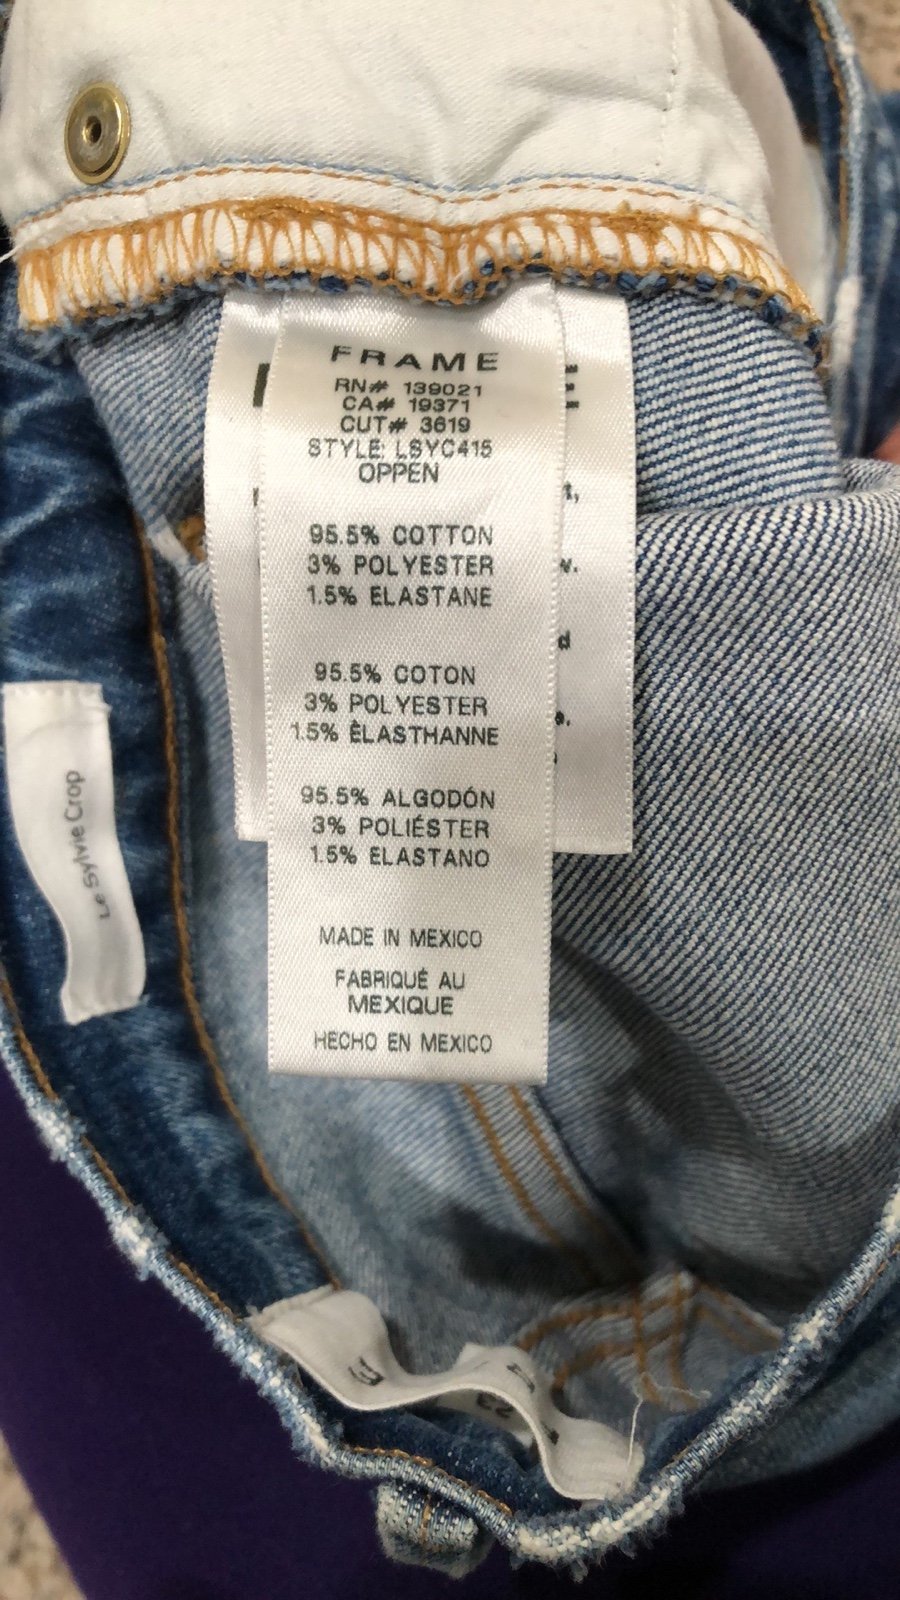 FRAME
RN# 139021
CA# 19371
CUT# 3619
STYLE: LSYC415
OPPEN
95.5% COTTON
3% POLYESTER
1.5% ELASTANE
95.5% COTON
3% POLYESTER
1.5% ÈLASTHANNE
95.5% ALGODÓN
3% POLIÉSTER
1.5% ELASTANO
MADE IN MEXICO
FABRIQUÉ AU
MEXIQUE
HECHO EN MEXICO
Le Sylvie Crop
23